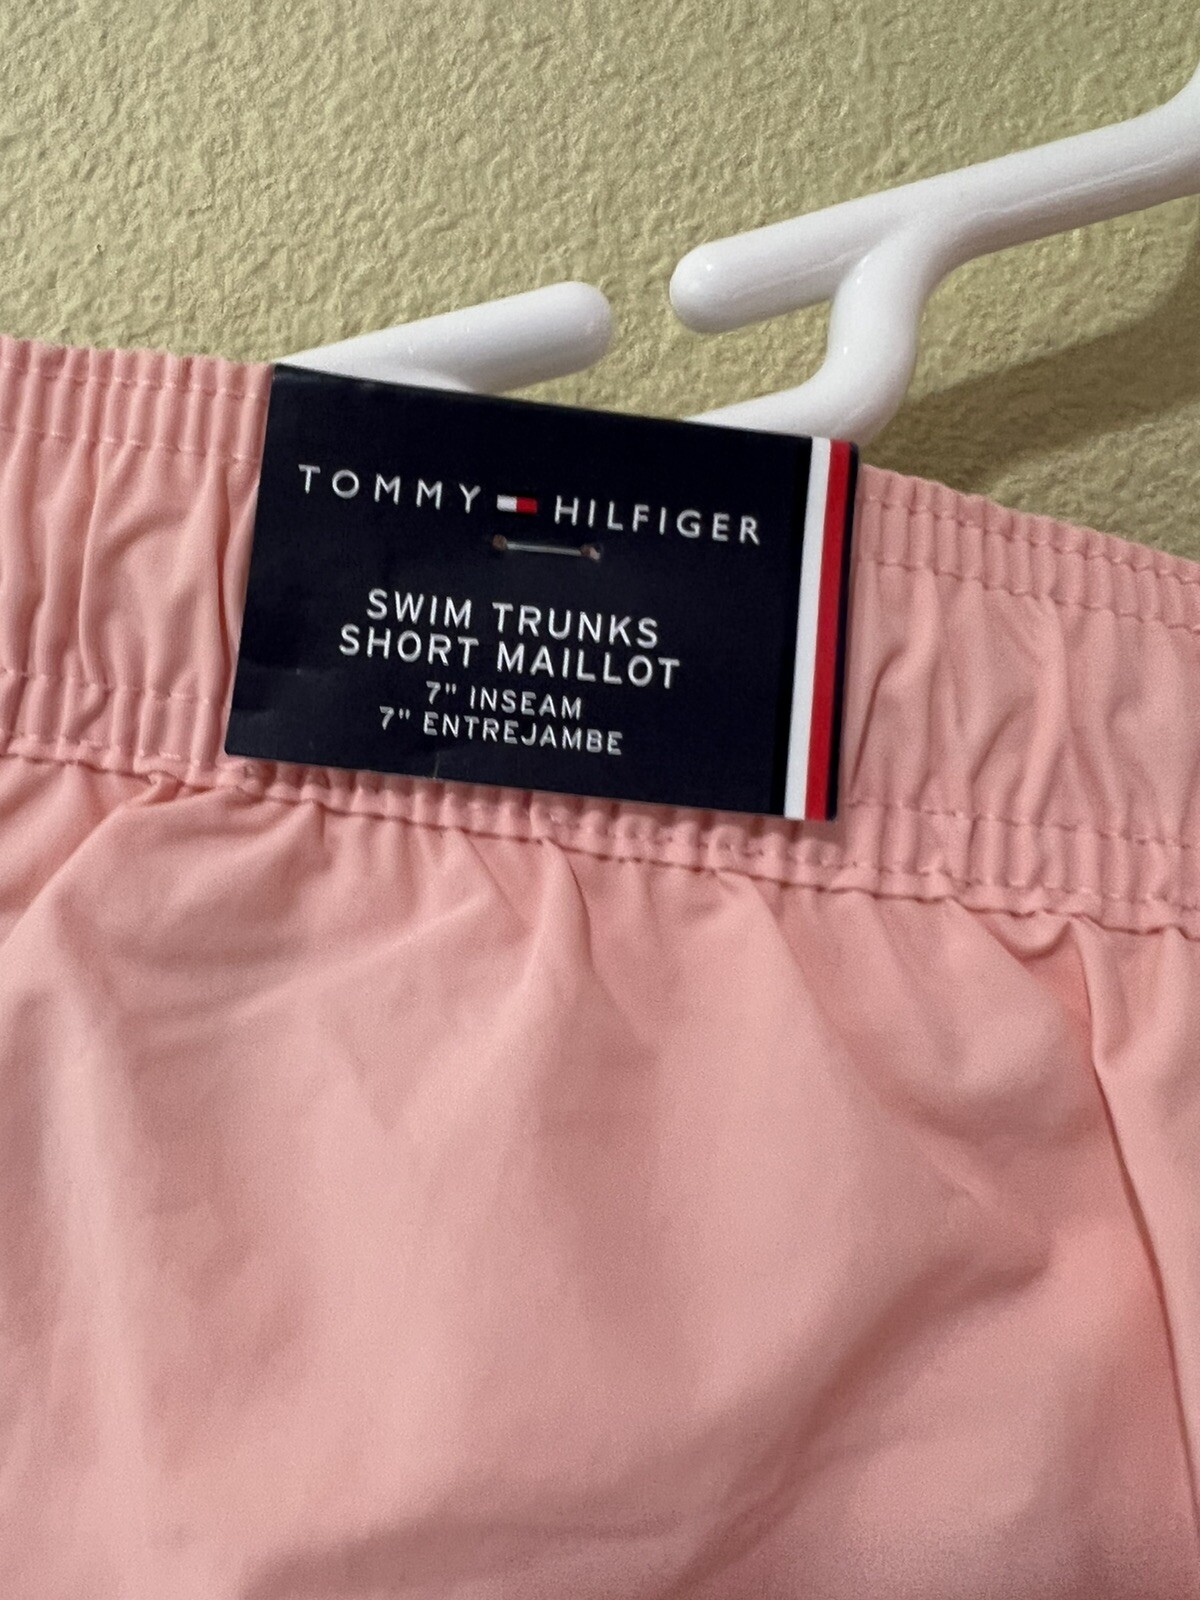 TOMMY HILFIGER
SWIM TRUNKS
SHORT MAILLOT
7" INSEAM
7" ENTREJAMBE